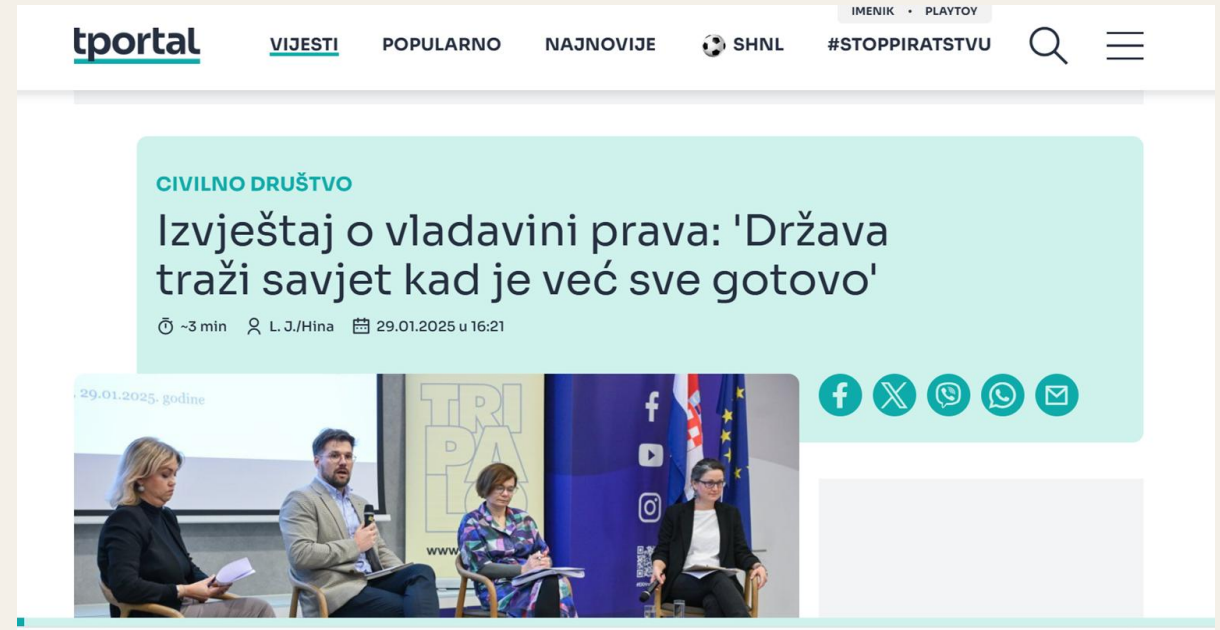 IMENIK • PLAYTOY
tportal
VIJESTI POPULARNO NAJNOVIJE SHNL #STOPPIRATSTVU
CIVILNO DRUŠTVO
Izvještaj o vladavini prava: 'Država
traži savjet kad je već sve gotovo'
~3 min L. J./Hina 29.01.2025 u 16:21
. 29.01.2025. godine
TRI
PA
LO
www